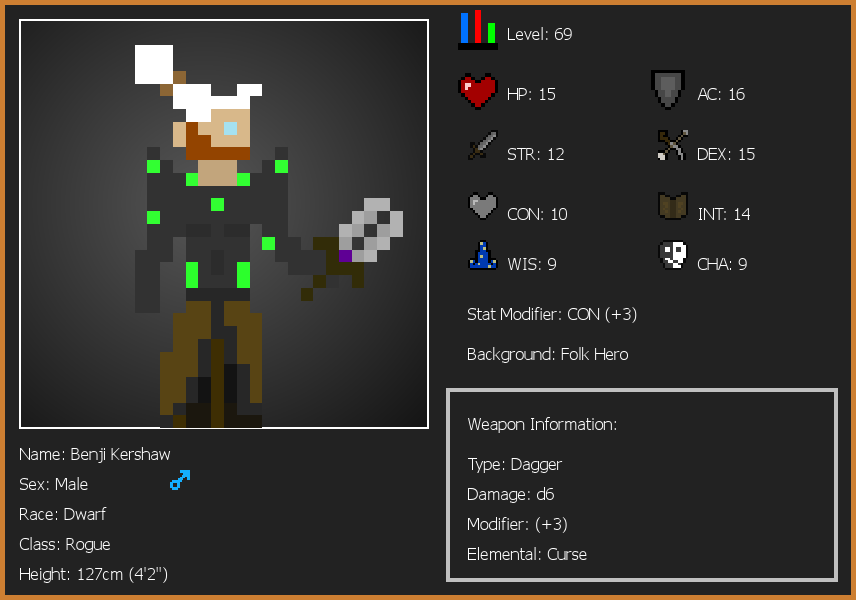 Level: 69
HP: 15
AC: 16
STR: 12
DEX: 15
CON: 10
INT: 14
WIS: 9
CHA: 9
Stat Modifier: CON (+3)
Background: Folk Hero
Weapon Information:
Type: Dagger
Damage: d6
Modifier: (+3)
Elemental: Curse
Name: Benji Kershaw
Sex: Male
Race: Dwarf
Class: Rogue
Height: 127cm (4'2")